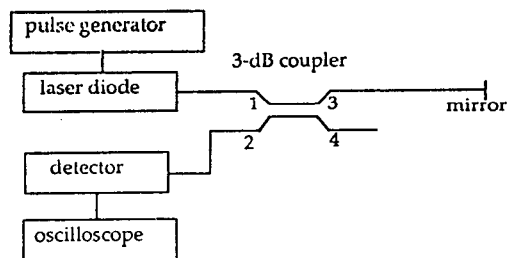 pulse generator
3-dB coupler
laser diode
1
3
mirror
2
4
detector
oscilloscope